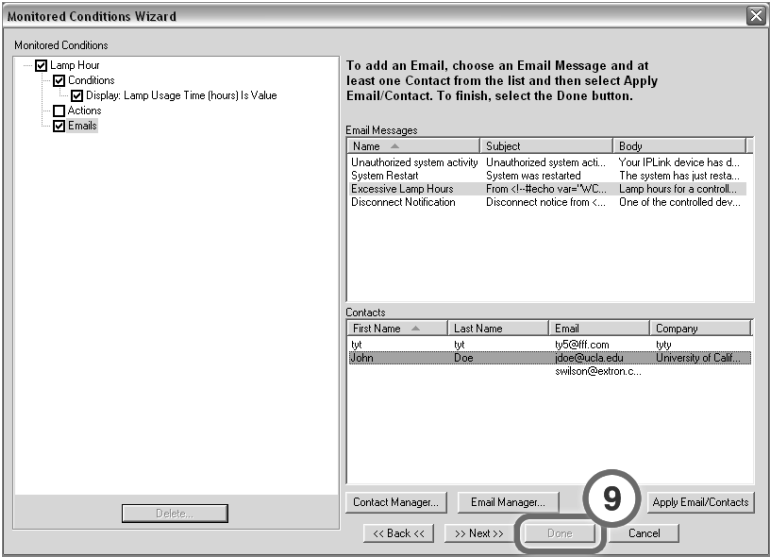 Monitored Conditions Wizard
Monitored Conditions
Lamp Hour
Conditions
Display: Lamp Usage Time (hours) Is Value
Actions
Emails
Delete...
To add an Email, choose an Email Message and at
least one Contact from the list and then select Apply
Email/Contact. To finish, select the Done button.
Email Messages
Name Subject Body
Unauthorized system activity Unauthorized system acti... Your IPLink device has d...
System Restart System was restarted The system has just resta...
Excessive Lamp Hours From <!--#echo var="WC... Lamp hours for a controll...
Disconnect Notification Disconnect notice from <... One of the controlled dev...
Contacts
First Name Last Name Email Company
tyt tyt ty5@fff.com tyty
John Doe jdoe@ucla.edu University of Calif...
swilson@extron.c...
Contact Manager... Email Manager... 9 Apply Email/Contacts
<< Back << >> Next >> Done Cancel